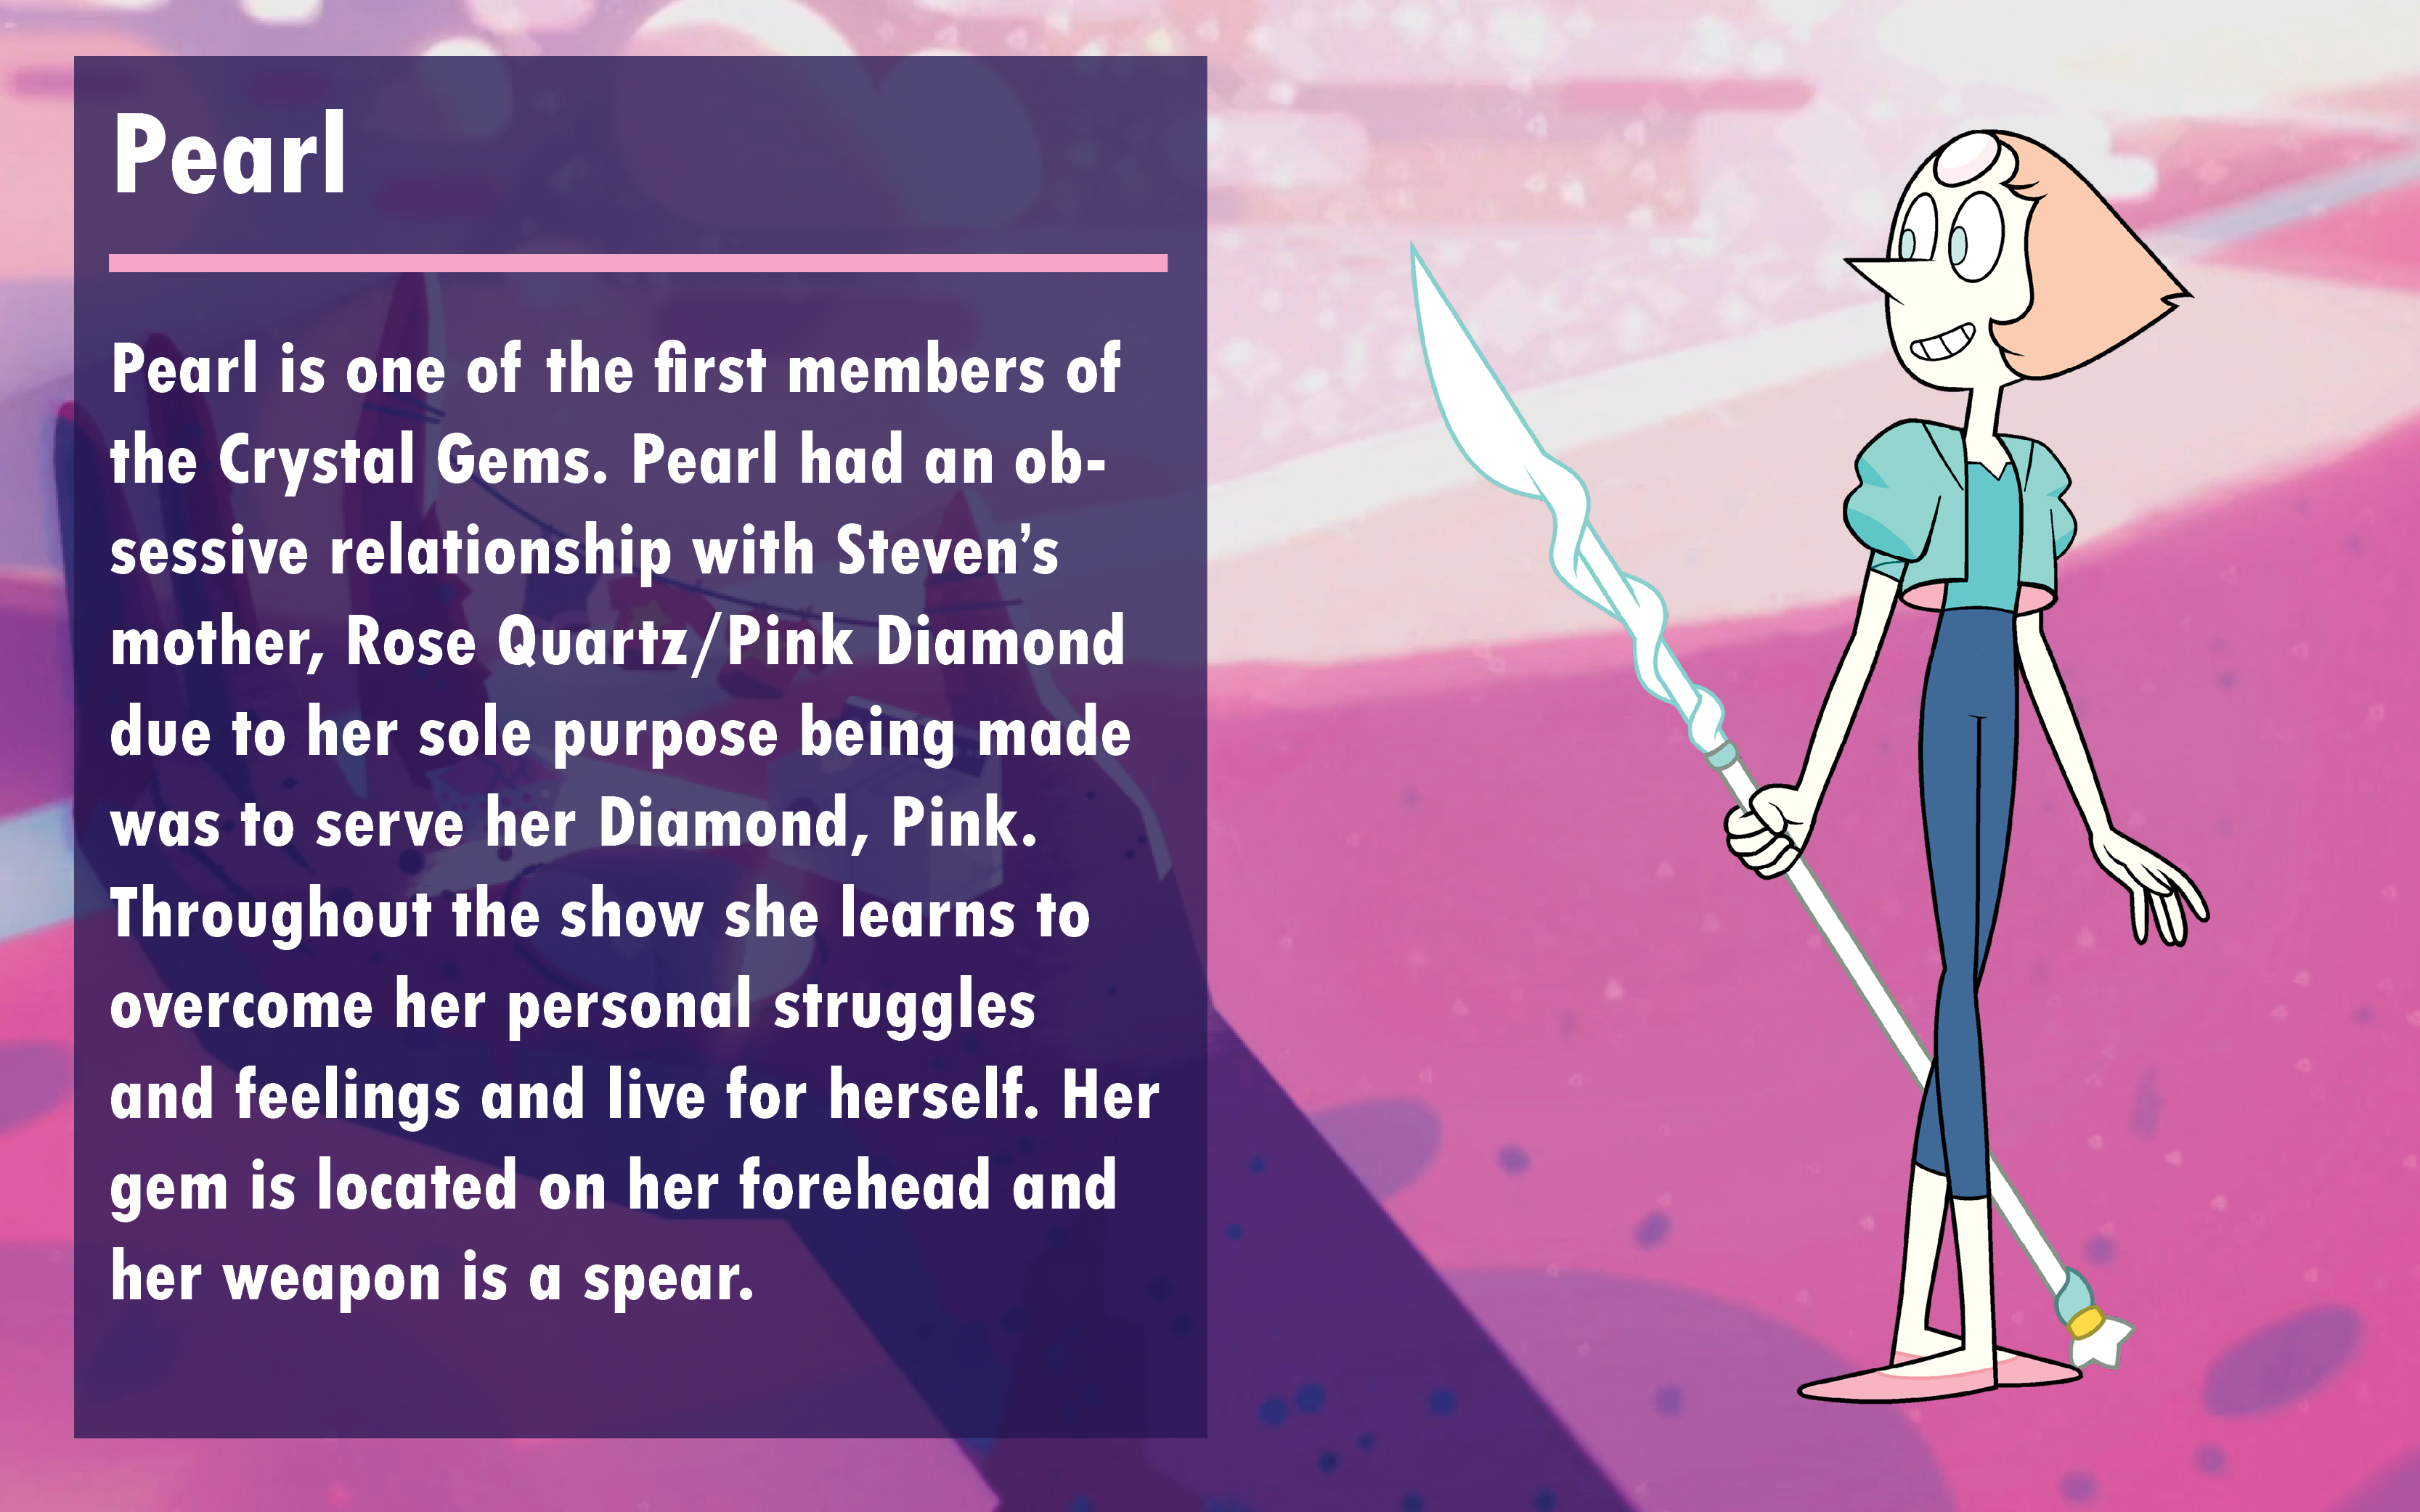 Pearl
Pearl is one of the first members of
the Crystal Gems. Pearl had an ob-
sessive relationship with Steven’s
mother, Rose Quartz/Pink Diamond
due to her sole purpose being made
was to serve her Diamond, Pink.
Throughout the show she learns to
overcome her personal struggles
and feelings and live for herself. Her
gem is located on her forehead and
her weapon is a spear.